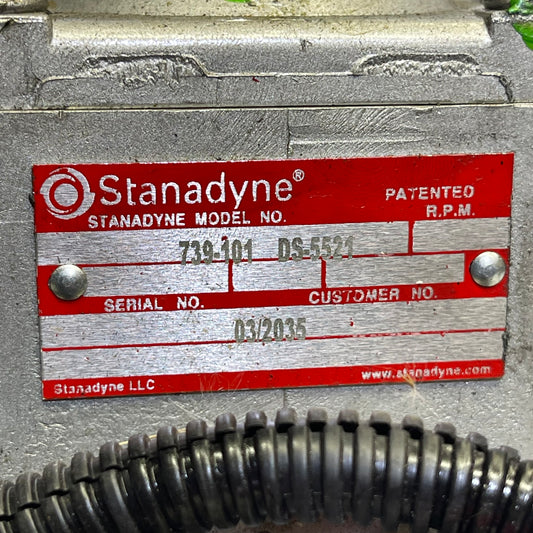 Stanadyne®
PATENTED
STANADYNE MODEL NO.
R.P.M.
739-101 DS-5521
SERIAL NO.
CUSTOMER NO.
03/2035
Stanadyne LLC
www.stanadyne.com